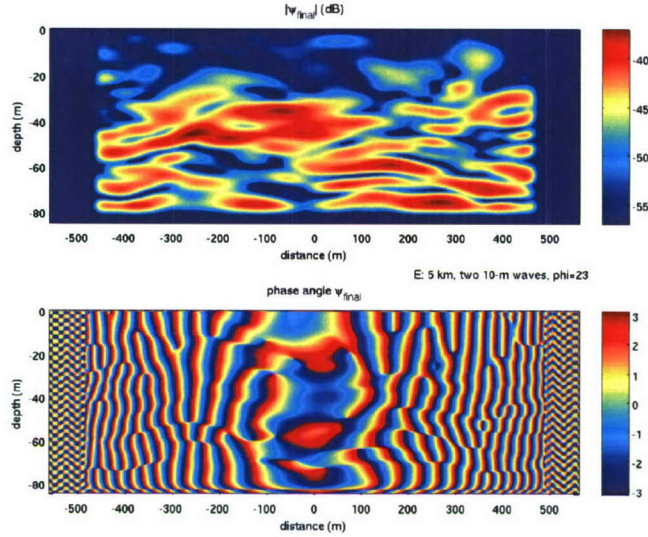 |ψfinal| (dB)
0
-20
-40
-60
-80
depth (m)
-500 -400 -300 -200 -100 0 100 200 300 400 500
distance (m)
-40
-45
-50
-55
E: 5 km, two 10-m waves, phi=23
phase angle ψfinal
0
-20
-40
-60
-80
depth (m)
-500 -400 -300 -200 -100 0 100 200 300 400 500
distance (m)
3
2
1
0
-1
-2
-3